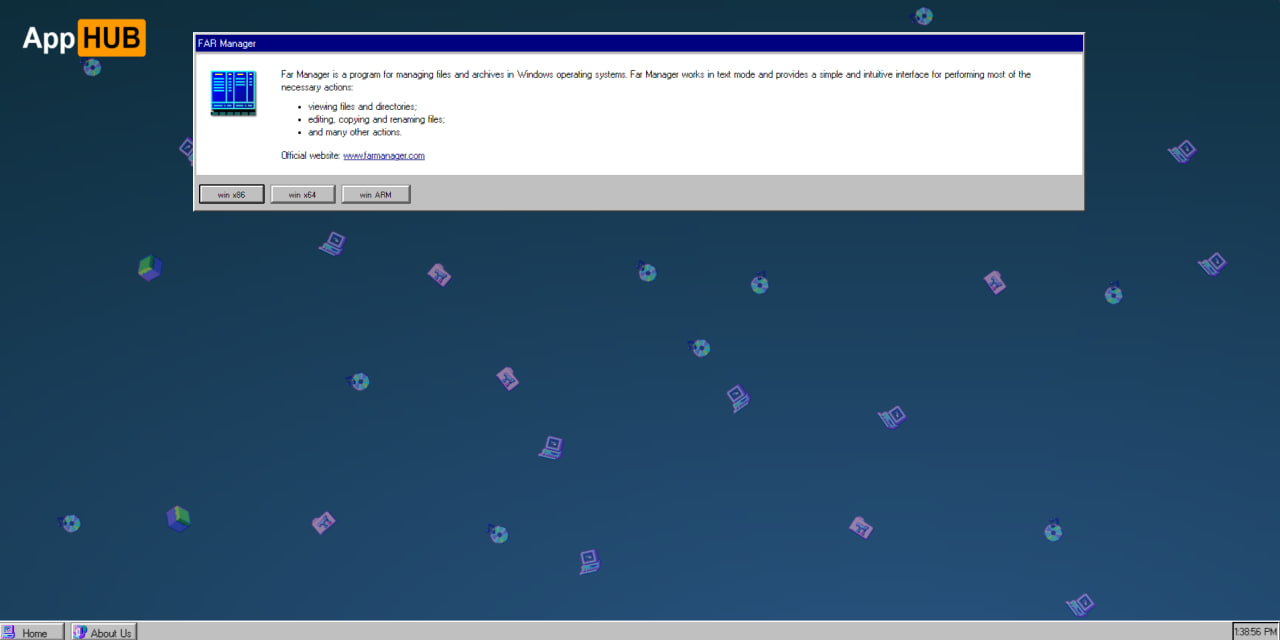 App HUB
FAR Manager
Far Manager is a program for managing files and archives in Windows operating systems. Far Manager works in text mode and provides a simple and intuitive interface for performing most of the
necessary actions:
• viewing files and directories;
• editing, copying and renaming files;
• and many other actions.
Official website: www.farmanager.com
win x86
win x64
win ARM
Home
About Us
1:38:56 PM